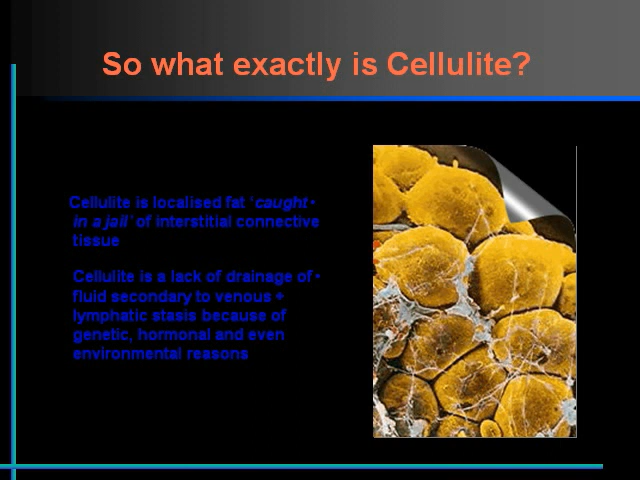 So what exactly is Cellulite?
Cellulite is localised fat ‘caught •
in a jail’ of interstitial connective
tissue
Cellulite is a lack of drainage of •
fluid secondary to venous +
lymphatic stasis because of
genetic, hormonal and even
environmental reasons